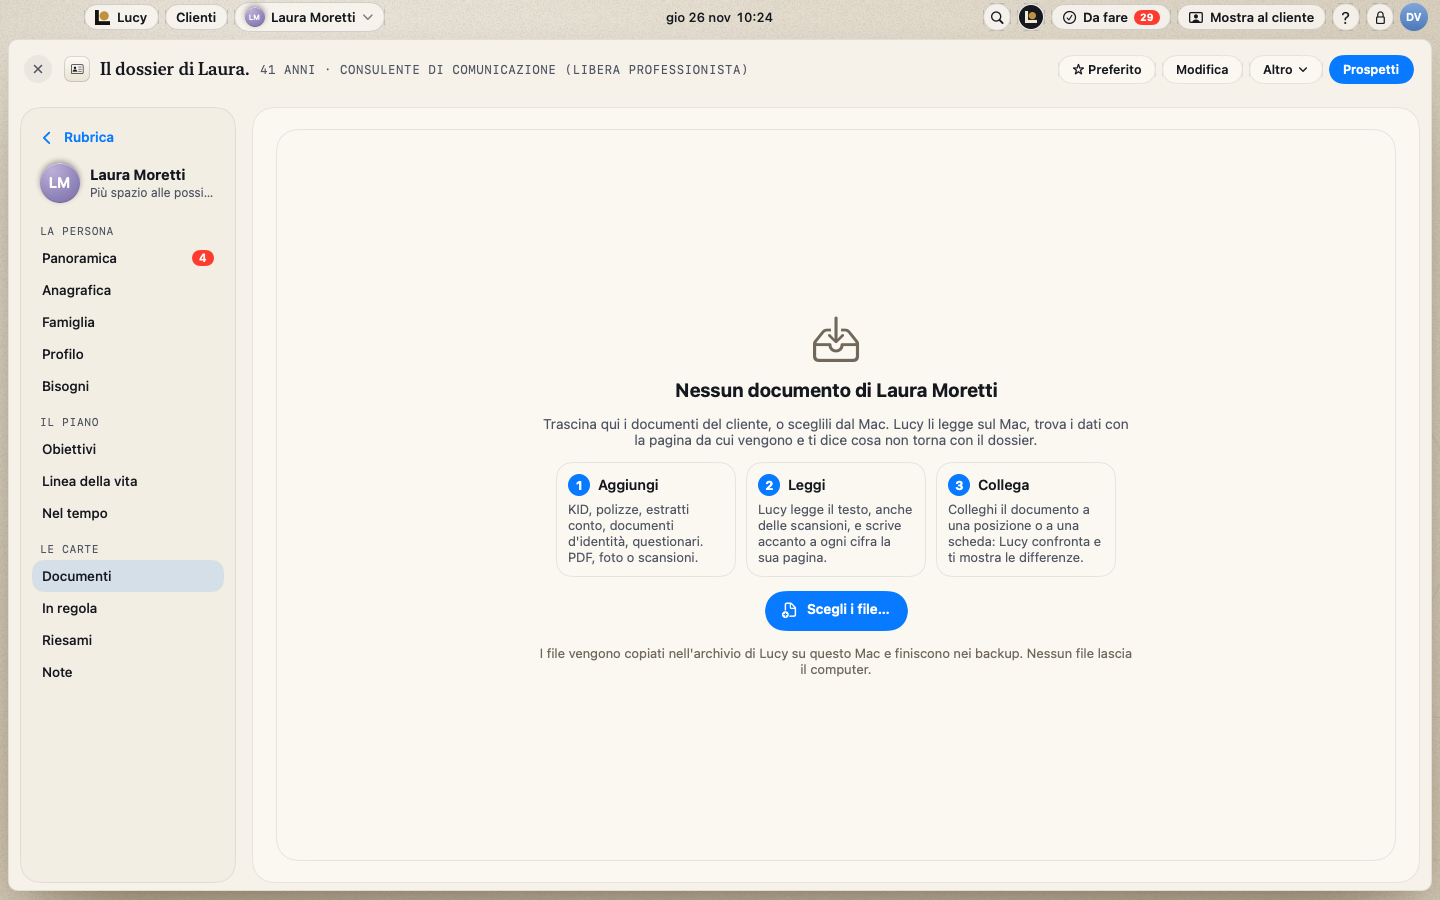 Lucy
Clienti
LM Laura Moretti
gio 26 nov 10:24
Da fare 29
Mostra al cliente
?
DV
Il dossier di Laura.
41 ANNI · CONSULENTE DI COMUNICAZIONE (LIBERA PROFESSIONISTA)
Preferito
Modifica
Altro
Prospetti
Rubrica
LM
Laura Moretti
Più spazio alle possi...
LA PERSONA
Panoramica 4
Anagrafica
Famiglia
Profilo
Bisogni
IL PIANO
Obiettivi
Linea della vita
Nel tempo
LE CARTE
Documenti
In regola
Riesami
Note
Nessun documento di Laura Moretti
Trascina qui i documenti del cliente, o sceglili dal Mac. Lucy li legge sul Mac, trova i dati con
la pagina da cui vengono e ti dice cosa non torna con il dossier.
1 Aggiungi
KID, polizze, estratti
conto, documenti
d'identità, questionari.
PDF, foto o scansioni.
2 Leggi
Lucy legge il testo, anche
delle scansioni, e scrive
accanto a ogni cifra la
sua pagina.
3 Collega
Colleghi il documento a
una posizione o a una
scheda: Lucy confronta e
ti mostra le differenze.
Scegli i file...
I file vengono copiati nell'archivio di Lucy su questo Mac e finiscono nei backup. Nessun file lascia
il computer.